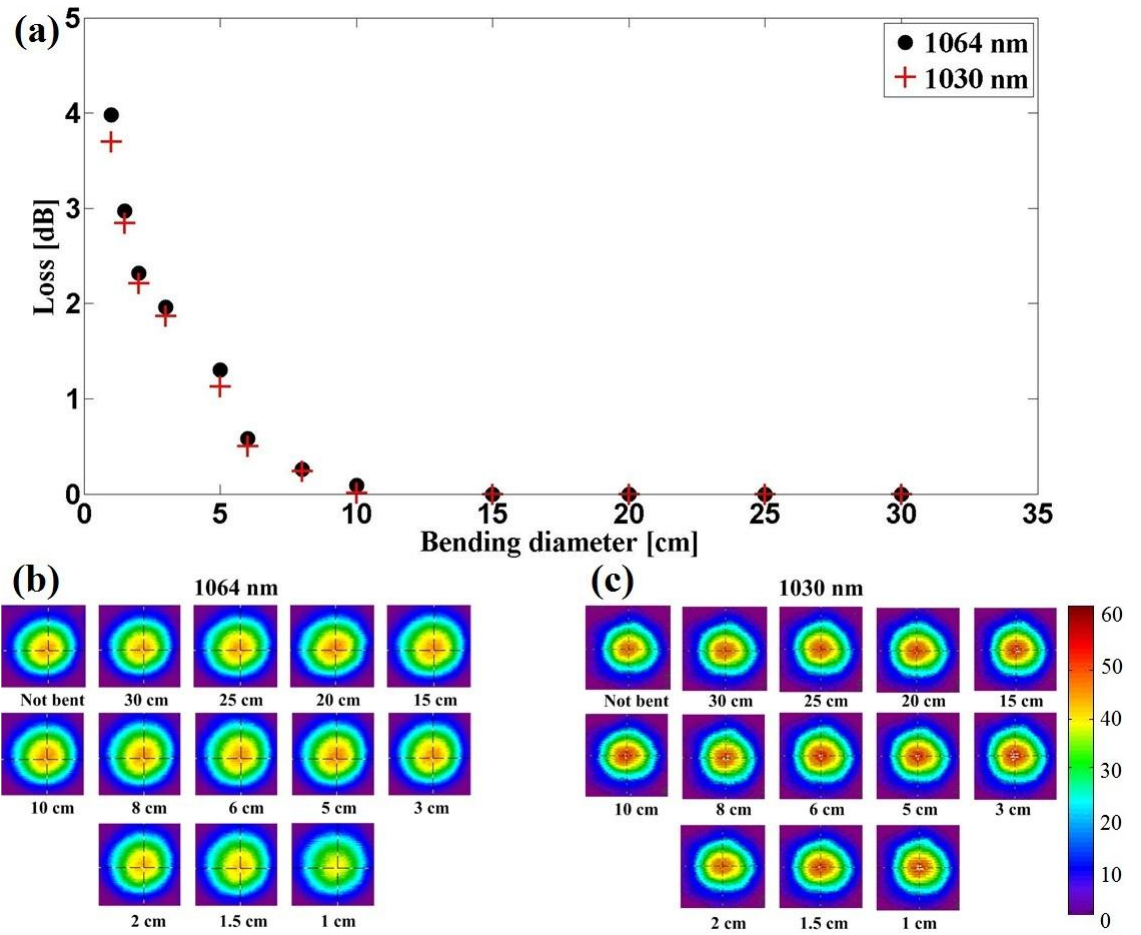 (a)
5
4
3
2
1
0
Loss [dB]
1064 nm
1030 nm
0 5 10 15 20 25 30 35
Bending diameter [cm]
(b)
1064 nm
Not bent 30 cm 25 cm 20 cm 15 cm
10 cm 8 cm 6 cm 5 cm 3 cm
2 cm 1.5 cm 1 cm
(c)
1030 nm
Not bent 30 cm 25 cm 20 cm 15 cm
10 cm 8 cm 6 cm 5 cm 3 cm
2 cm 1.5 cm 1 cm
60
50
40
30
20
10
0